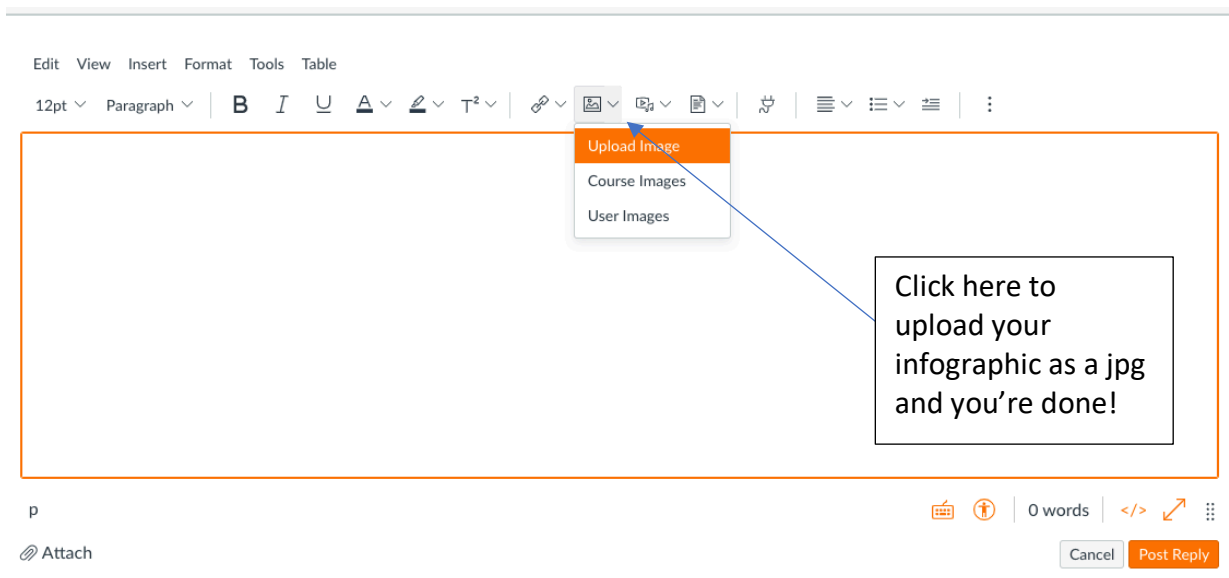 Edit View Insert Format Tools Table
12pt Paragraph B I U A T²
Upload Image
Course Images
User Images
Click here to
upload your
infographic as a jpg
and you're done!
p 0 words </>
Attach Cancel Post Reply